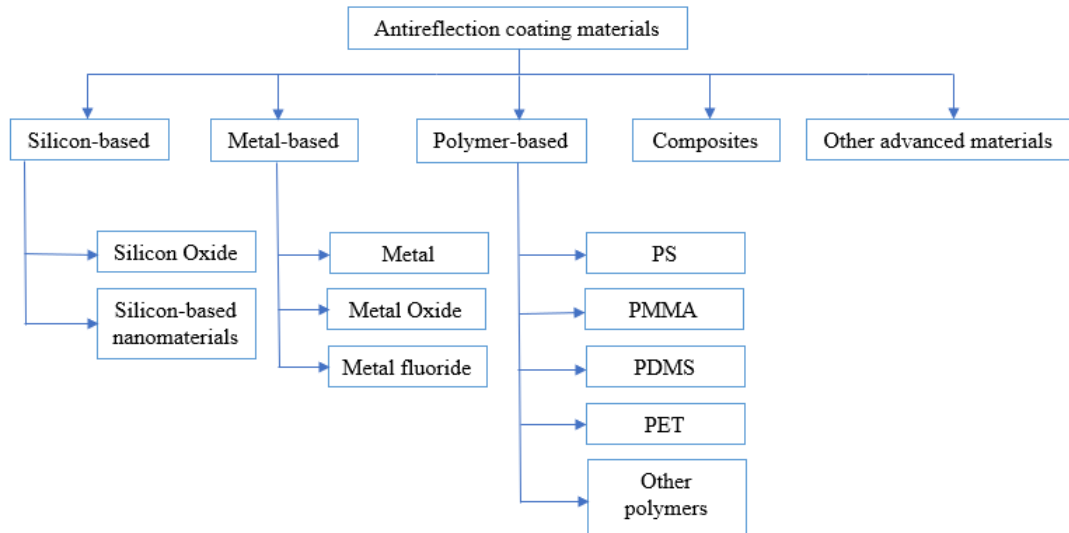 Antireflection coating materials
Silicon-based
Metal-based
Polymer-based
Composites
Other advanced materials
Silicon Oxide
Silicon-based
nanomaterials
Metal
Metal Oxide
Metal fluoride
PS
PMMA
PDMS
PET
Other
polymers